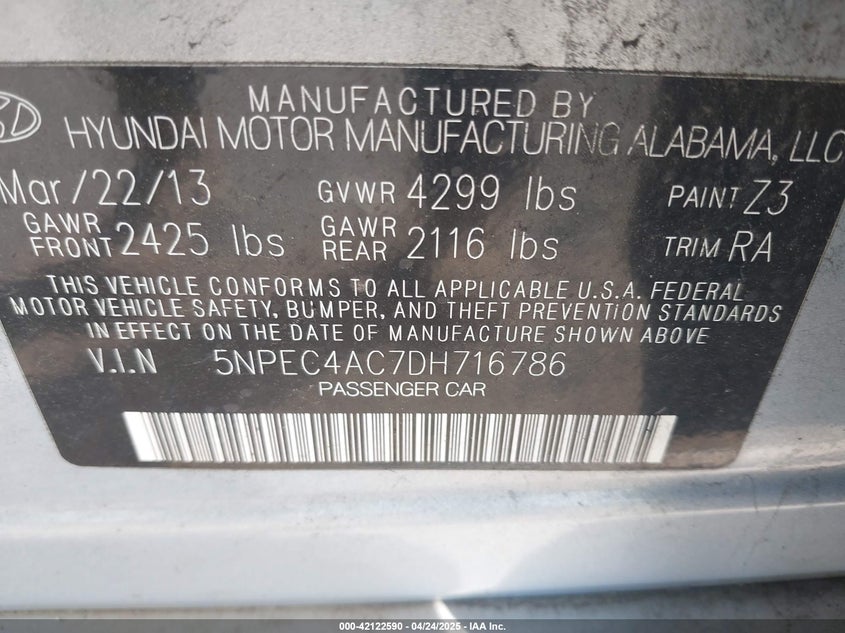 MANUFACTURED BY
HYUNDAI MOTOR MANUFACTURING ALABAMA, LLC
Mar/22/13 GVWR 4299 lbs PAINT Z3
GAWR FRONT 2425 lbs GAWR REAR 2116 lbs TRIM RA
THIS VEHICLE CONFORMS TO ALL APPLICABLE U.S.A. FEDERAL
MOTOR VEHICLE SAFETY, BUMPER, AND THEFT PREVENTION STANDARDS
IN EFFECT ON THE DATE OF MANUFACTURE SHOWN ABOVE
V.I.N 5NPEC4AC7DH716786
PASSENGER CAR
000-42122590 - 04/24/2025 - IAA Inc.